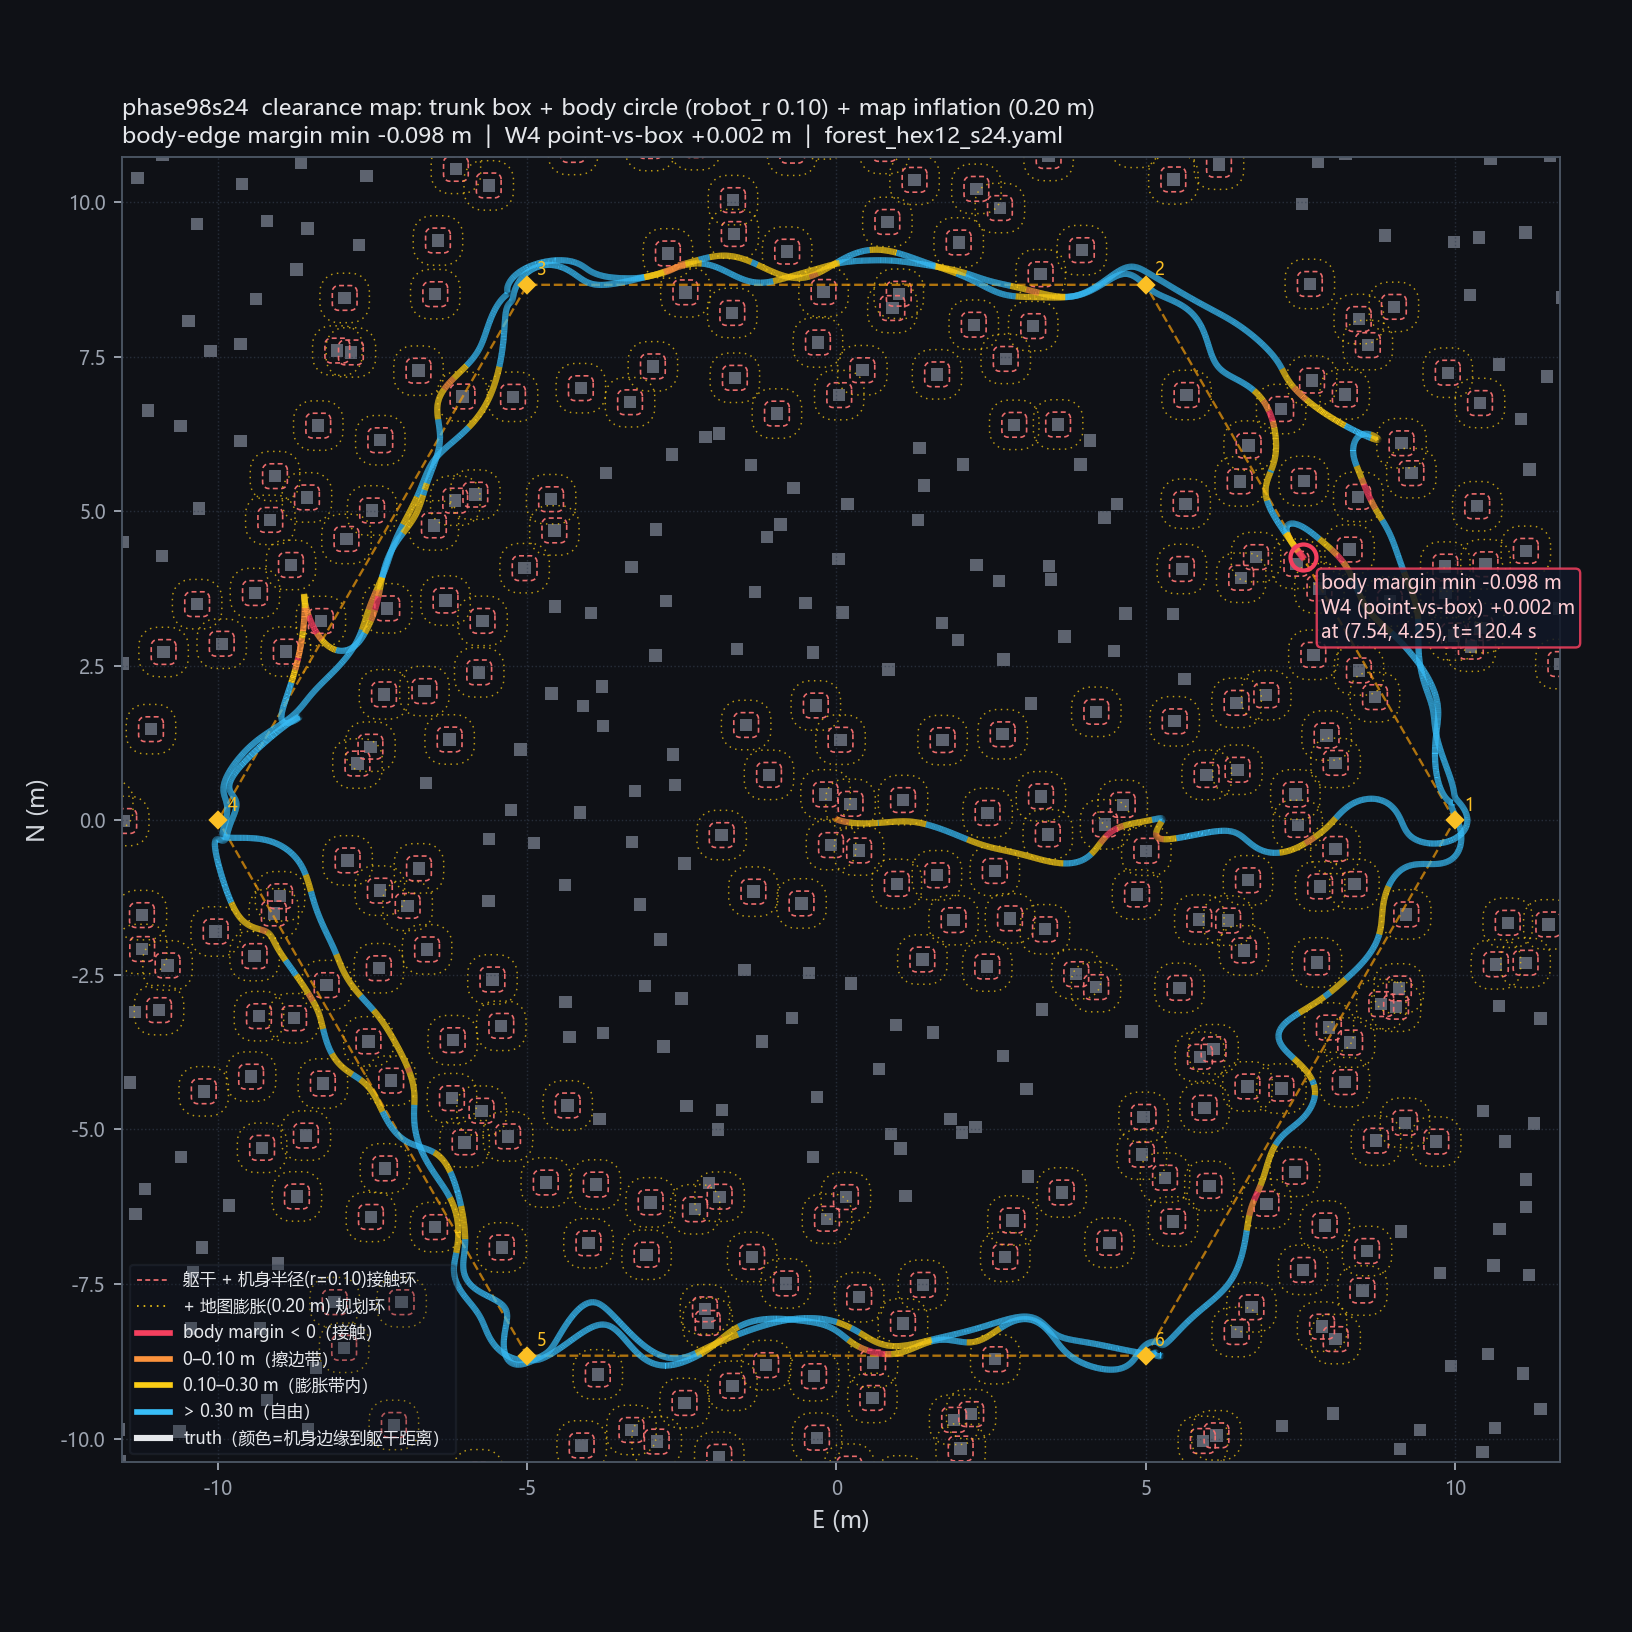 phase98s24  clearance map: trunk box + body circle (robot_r 0.10) + map inflation (0.20 m)
body-edge margin min -0.098 m  |  W4 point-vs-box +0.002 m  |  forest_hex12_s24.yaml
10.0
7.5
5.0
2.5
0.0
-2.5
-5.0
-7.5
-10.0
N (m)
3
2
4
1
5
6
body margin min -0.098 m
W4 (point-vs-box) +0.002 m
at (7.54, 4.25), t=120.4 s
躯干 + 机身半径(r=0.10)接触环
+ 地图膨胀(0.20 m) 规划环
body margin < 0（接触）
0–0.10 m（擦边带）
0.10–0.30 m（膨胀带内）
> 0.30 m（自由）
truth（颜色=机身边缘到躯干距离）
-10
-5
0
5
10
E (m)